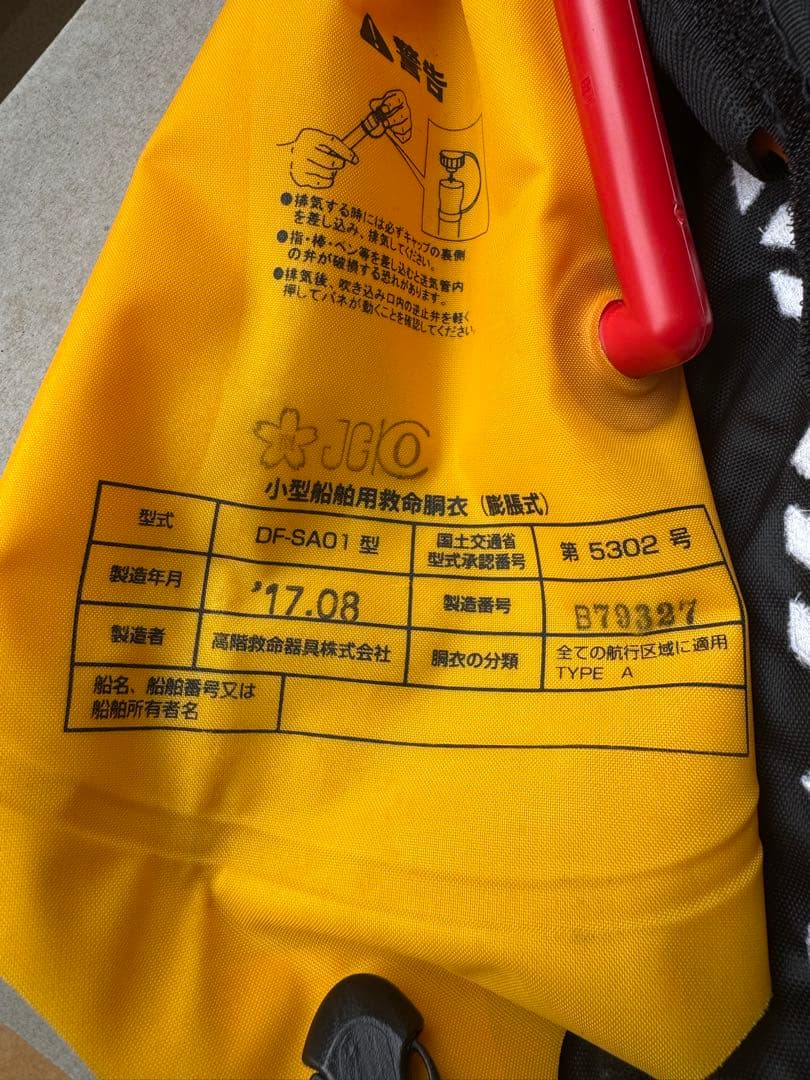 警告
●排気する時には必ずキャップの裏側
を差し込み、排気してください。
●指・棒・ペン等を差し込むと送気管内
の弁が破損する恐れがあります。
●排気後、吹き込み口内の逆止弁を軽く
押してバネが動くことを確認してください
JCI
小型船舶用救命胴衣(膨脹式)
型式 DF-SA01 型 国土交通省
型式承認番号 第 5302 号
製造年月 '17.08 製造番号 B79327
製造者 高階救命器具株式会社 胴衣の分類 全ての航行区域に適用
TYPE A
船名、船舶番号又は
船舶所有者名